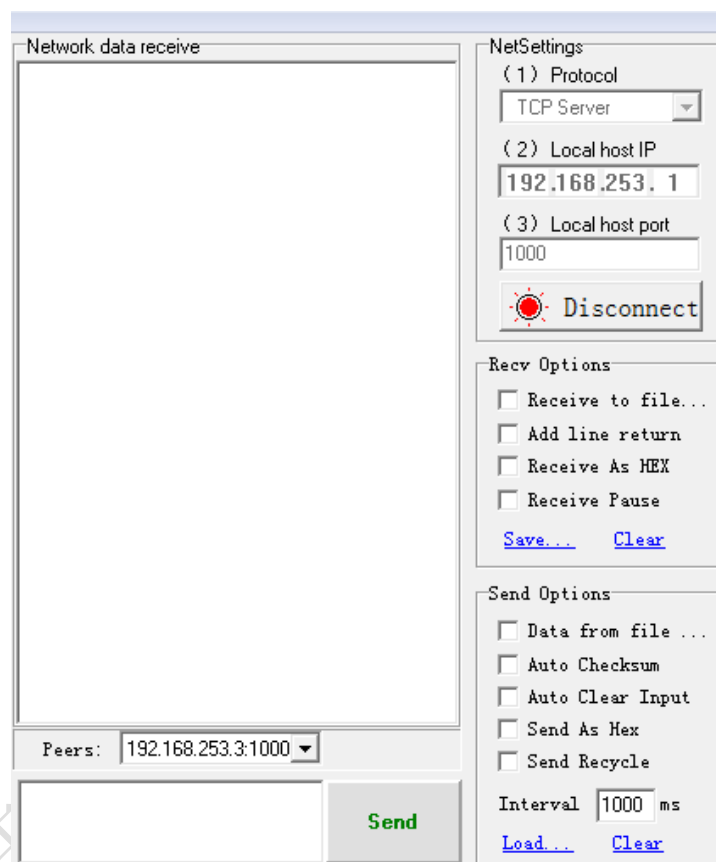 Network data receive
NetSettings
(1) Protocol
TCP Server
(2) Local host IP
192.168.253. 1
(3) Local host port
1000
Disconnect
Recv Options
Receive to file...
Add line return
Receive As HEX
Receive Pause
Save... Clear
Send Options
Data from file ...
Auto Checksum
Auto Clear Input
Send As Hex
Send Recycle
Interval 1000 ms
Load... Clear
Peers: 192.168.253.3:1000
Send